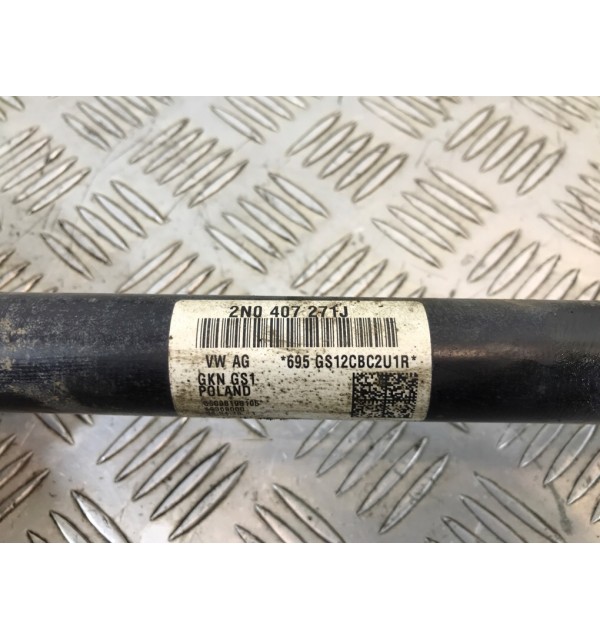 2N0 407 271J
VW AG *695 GS12CBC2U1R*
GKN GS1
POLAND